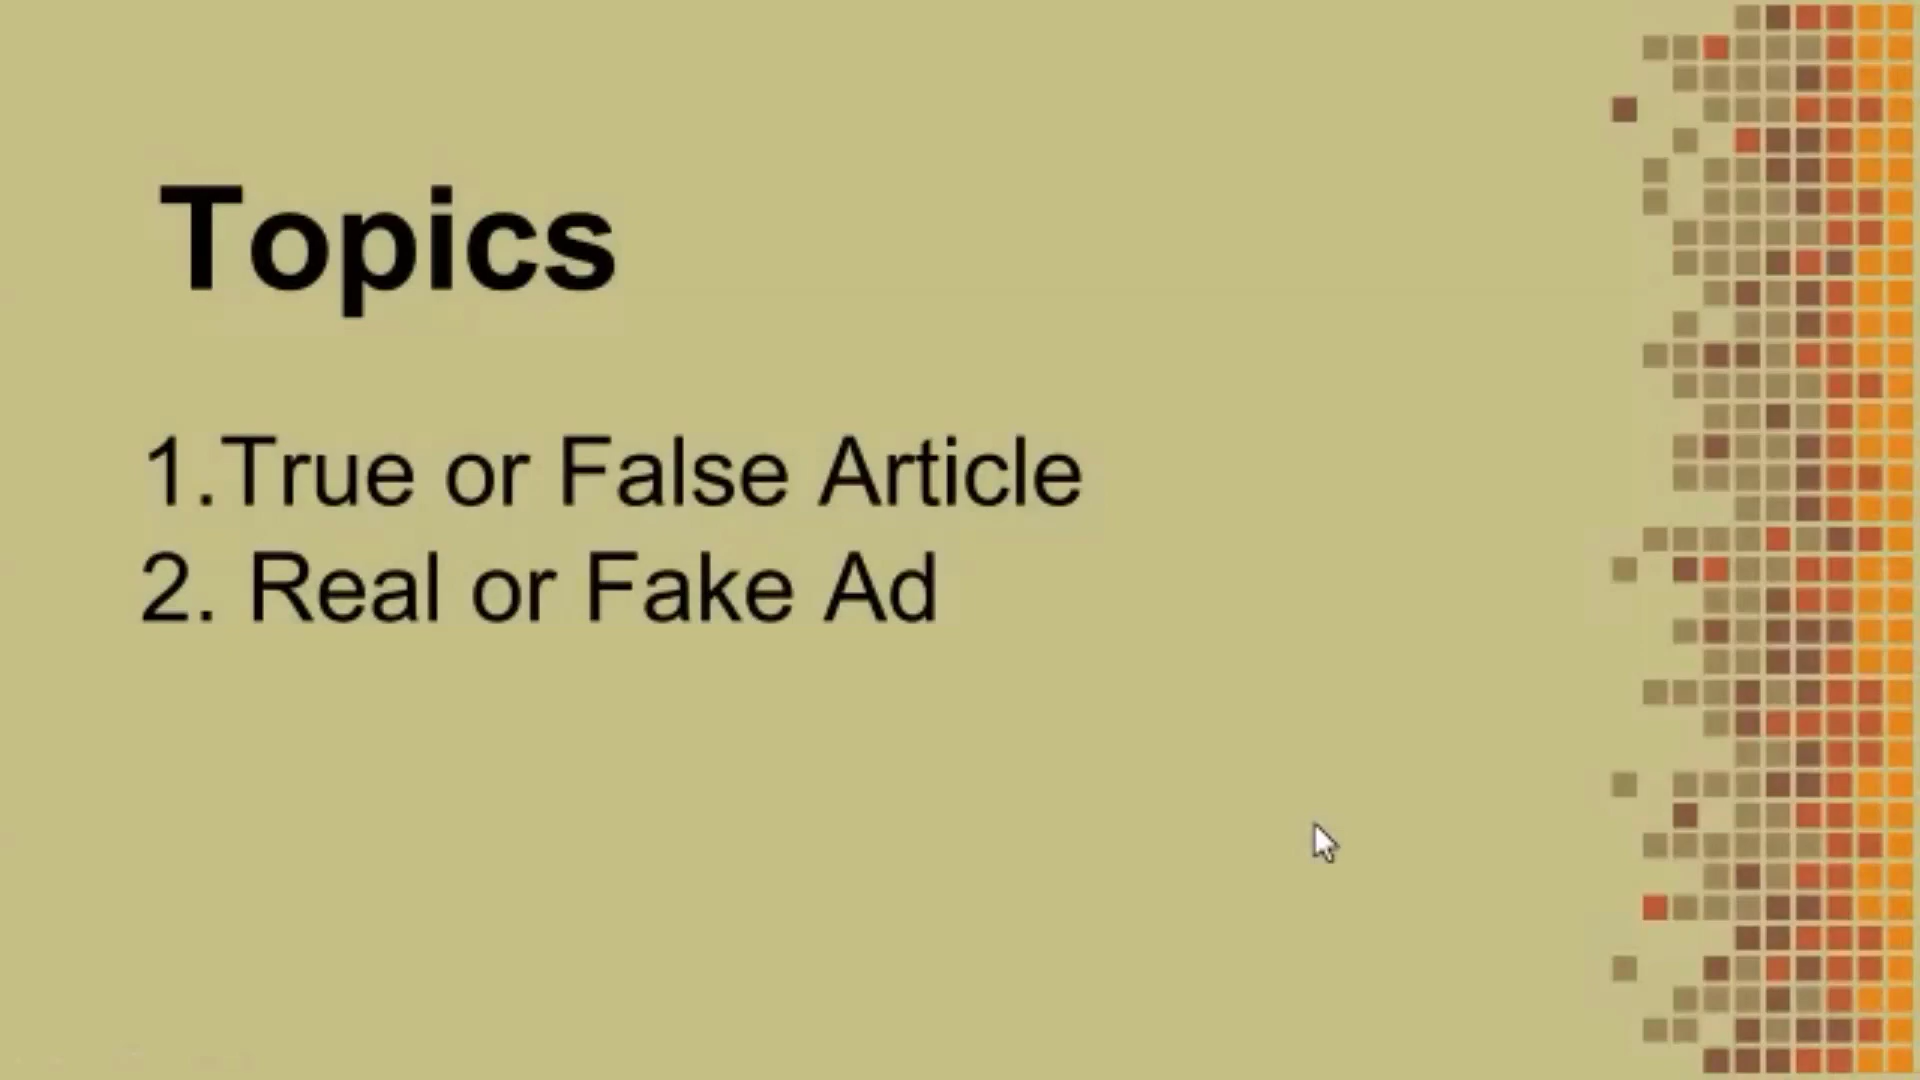 Topics
1.True or False Article
2. Real or Fake Ad